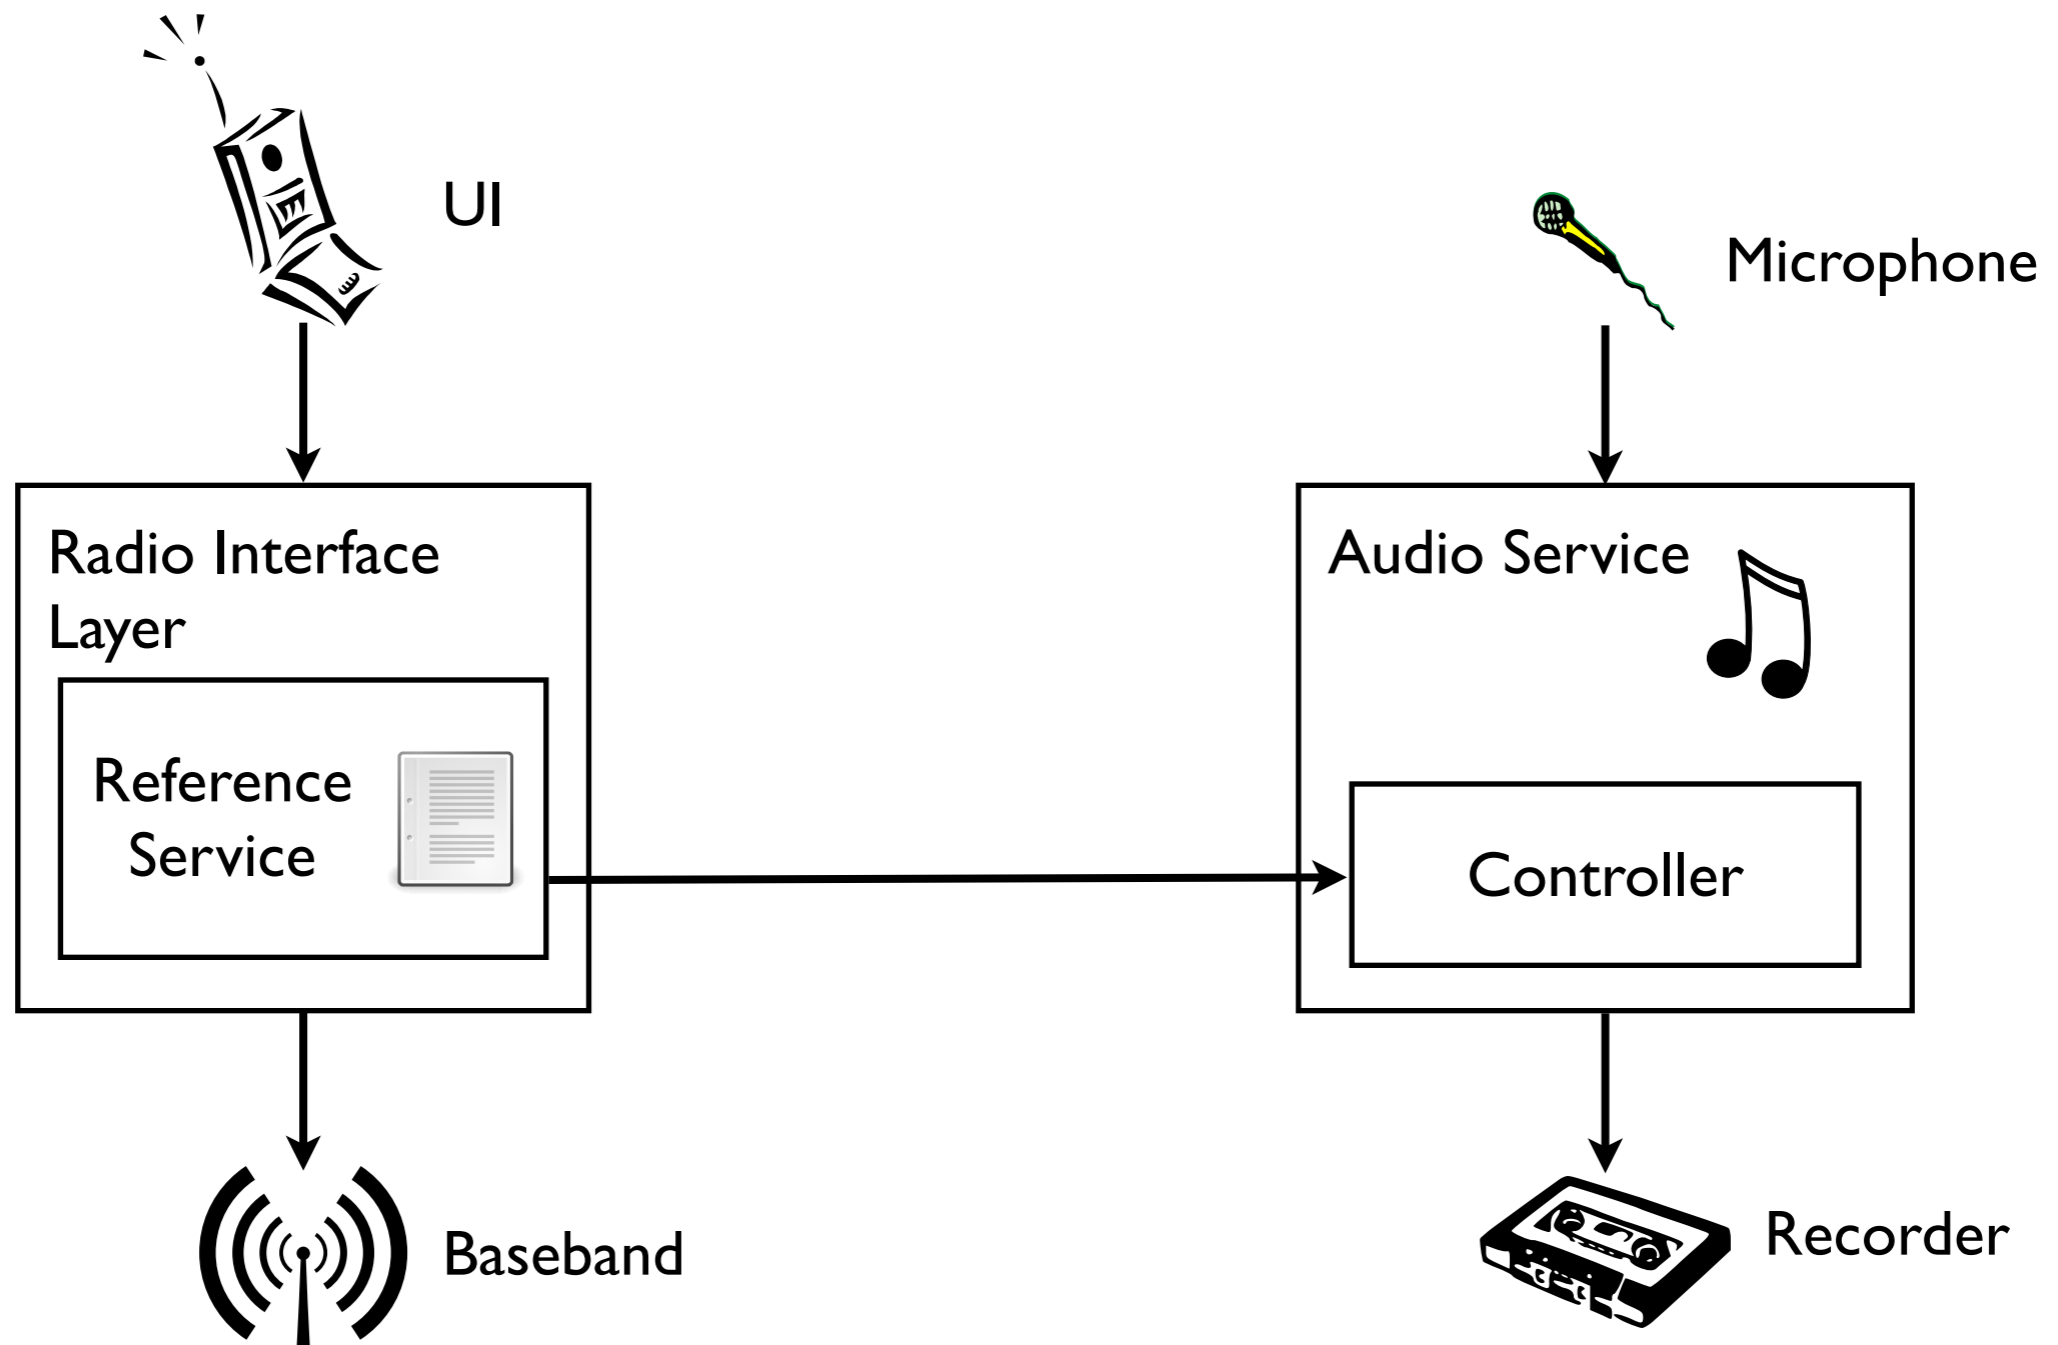 UI
Microphone
Radio Interface
Layer
Audio Service
Reference
Service
Controller
Baseband
Recorder